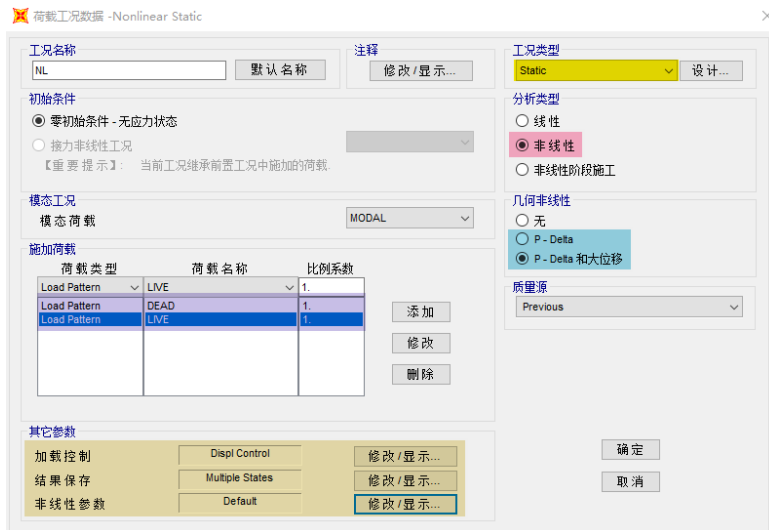 荷载工况数据 -Nonlinear Static
工况名称
NL
默认名称
注释
修改/显示...
工况类型
Static
设计...
初始条件
零初始条件 - 无应力状态
接力非线性工况
【重要提示】: 当前工况继承前置工况中施加的荷载.
分析类型
线性
非线性
非线性阶段施工
模态工况
模态荷载
MODAL
几何非线性
无
P - Delta
P - Delta 和大位移
施加荷载
荷载类型 荷载名称 比例系数
Load Pattern LIVE 1.
Load Pattern DEAD 1.
Load Pattern LIVE 1.
添加
修改
删除
质量源
Previous
其它参数
加载控制 Displ Control 修改/显示...
结果保存 Multiple States 修改/显示...
非线性参数 Default 修改/显示...
确定
取消